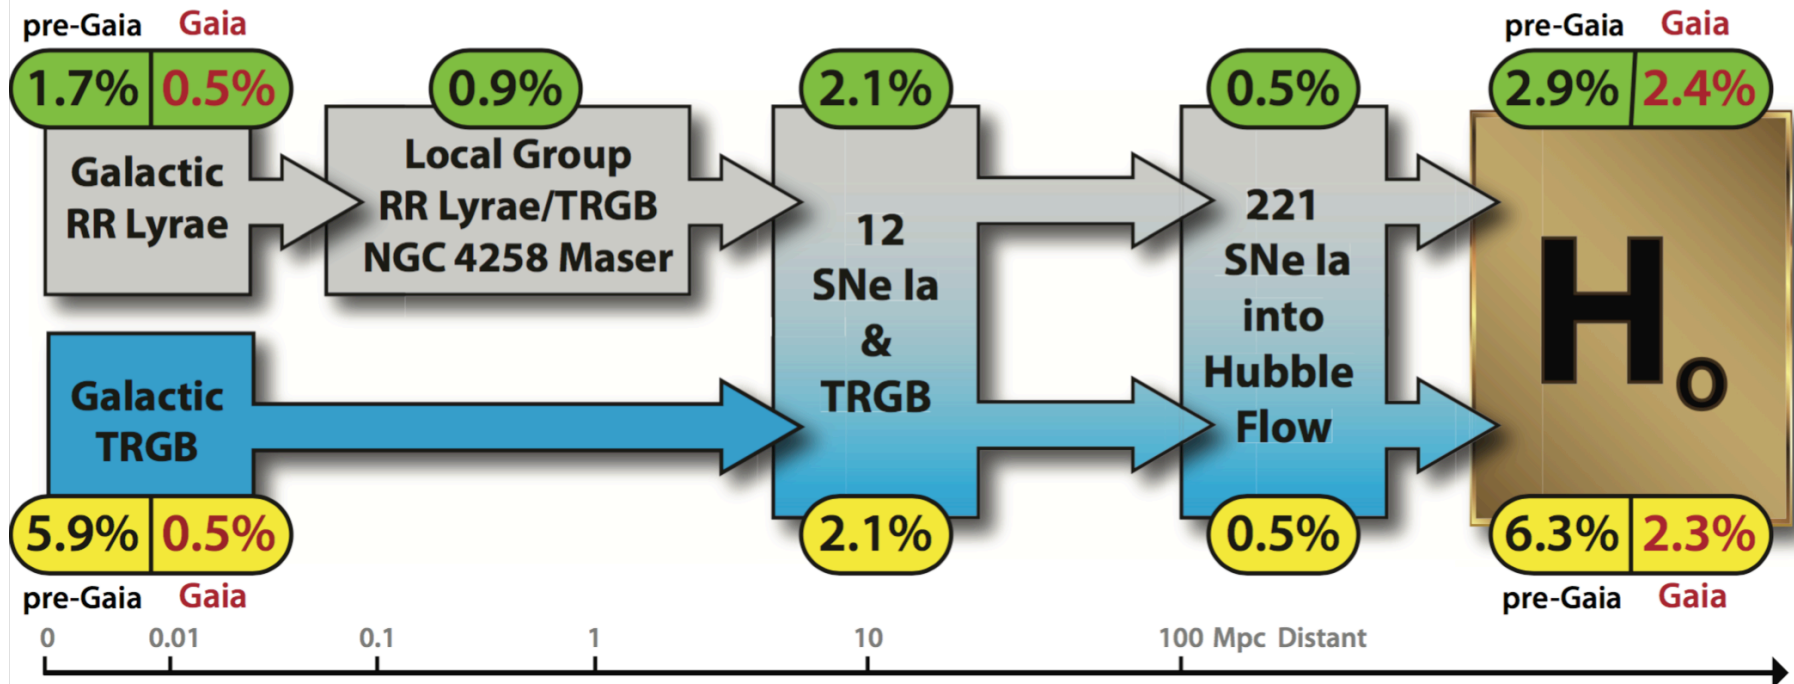 pre-Gaia Gaia
1.7% 0.5%
0.9%
2.1%
0.5%
pre-Gaia Gaia
2.9% 2.4%
Galactic
RR Lyrae
Local Group
RR Lyrae/TRGB
NGC 4258 Maser
12
SNe Ia
&
TRGB
221
SNe Ia
into
Hubble
Flow
Ho
Galactic
TRGB
5.9% 0.5%
pre-Gaia Gaia
2.1%
0.5%
6.3% 2.3%
pre-Gaia Gaia
0 0.01 0.1 1 10 100 Mpc Distant